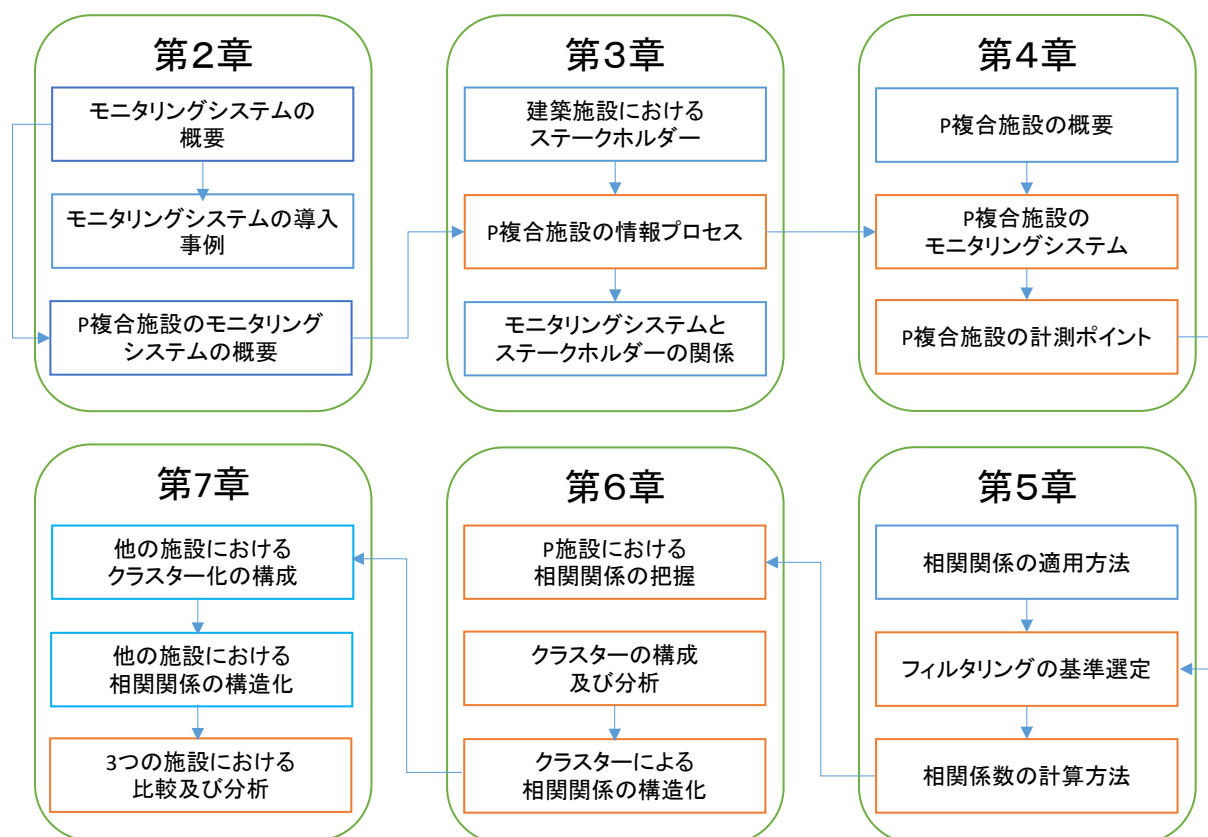 第2章
モニタリングシステムの
概要
モニタリングシステムの導入
事例
P複合施設のモニタリング
システムの概要
第3章
建築施設における
ステークホルダー
P複合施設の情報プロセス
モニタリングシステムと
ステークホルダーの関係
第4章
P複合施設の概要
P複合施設の
モニタリングシステム
P複合施設の計測ポイント
第7章
他の施設における
クラスター化の構成
他の施設における
相関関係の構造化
3つの施設における
比較及び分析
第6章
P施設における
相関関係の把握
クラスターの構成
及び分析
クラスターによる
相関関係の構造化
第5章
相関関係の適用方法
フィルタリングの基準選定
相関係数の計算方法